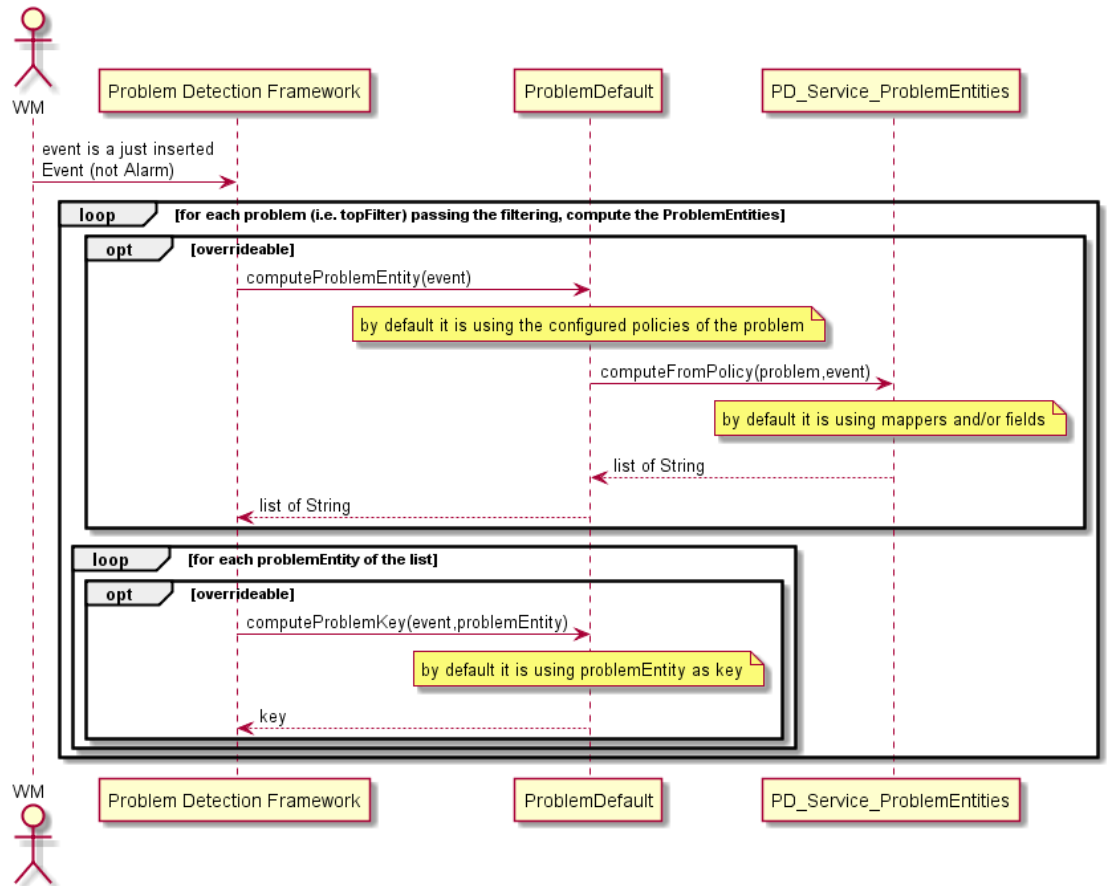 WM
Problem Detection Framework
ProblemDefault
PD_Service_ProblemEntities
event is a just inserted
Event (not Alarm)
loop [for each problem (i.e. topFilter) passing the filtering, compute the ProblemEntities]
opt [overrideable]
computeProblemEntity(event)
by default it is using the configured policies of the problem
computeFromPolicy(problem,event)
by default it is using mappers and/or fields
list of String
list of String
loop [for each problemEntity of the list]
opt [overrideable]
computeProblemKey(event,problemEntity)
by default it is using problemEntity as key
key
WM
Problem Detection Framework
ProblemDefault
PD_Service_ProblemEntities